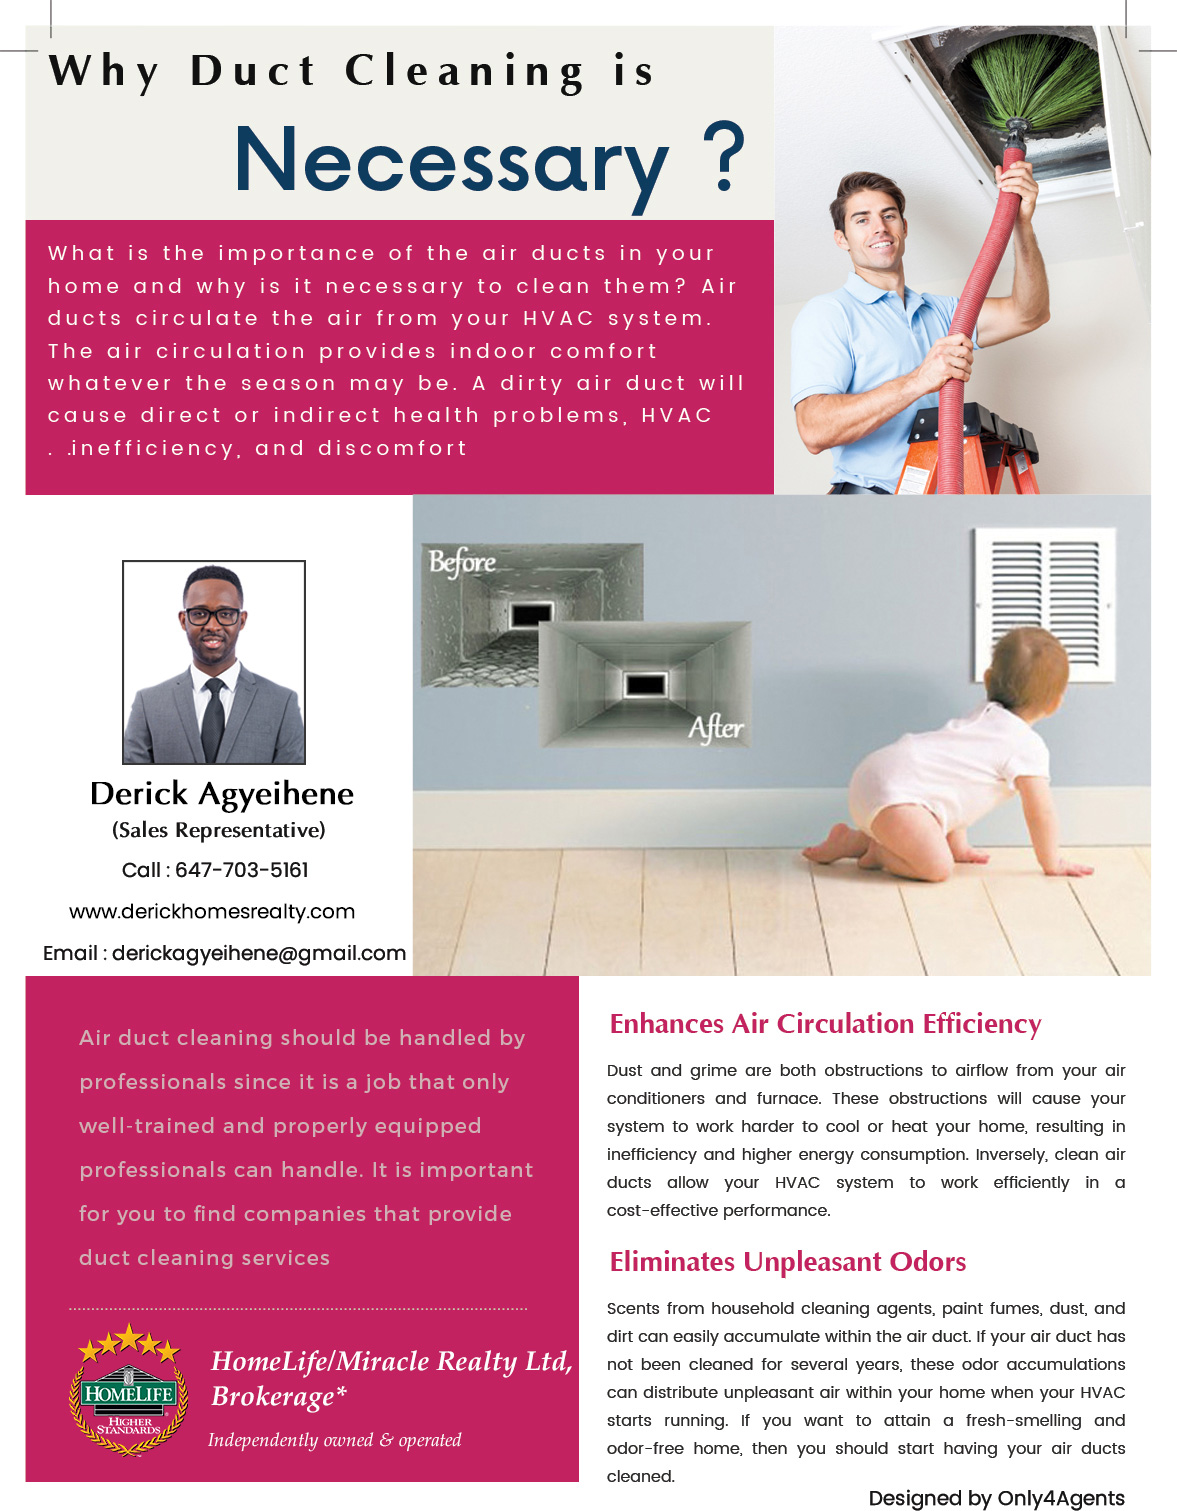 Why Duct Cleaning is
Necessary ?
What is the importance of the air ducts in your
home and why is it necessary to clean them? Air
ducts circulate the air from your HVAC system.
The air circulation provides indoor comfort
whatever the season may be. A dirty air duct will
cause direct or indirect health problems, HVAC
. .inefficiency, and discomfort
Before
After
Derick Agyeihene
(Sales Representative)
Call : 647-703-5161
www.derickhomesrealty.com
Email : derickagyeihene@gmail.com
Air duct cleaning should be handled by
professionals since it is a job that only
well-trained and properly equipped
professionals can handle. It is important
for you to find companies that provide
duct cleaning services
HOMELIFE
HIGHER
STANDARDS
HomeLife/Miracle Realty Ltd,
Brokerage*
Independently owned & operated
Enhances Air Circulation Efficiency
Dust and grime are both obstructions to airflow from your air
conditioners and furnace. These obstructions will cause your
system to work harder to cool or heat your home, resulting in
inefficiency and higher energy consumption. Inversely, clean air
ducts allow your HVAC system to work efficiently in a
cost-effective performance.
Eliminates Unpleasant Odors
Scents from household cleaning agents, paint fumes, dust, and
dirt can easily accumulate within the air duct. If your air duct has
not been cleaned for several years, these odor accumulations
can distribute unpleasant air within your home when your HVAC
starts running. If you want to attain a fresh-smelling and
odor-free home, then you should start having your air ducts
cleaned.
Designed by Only4Agents